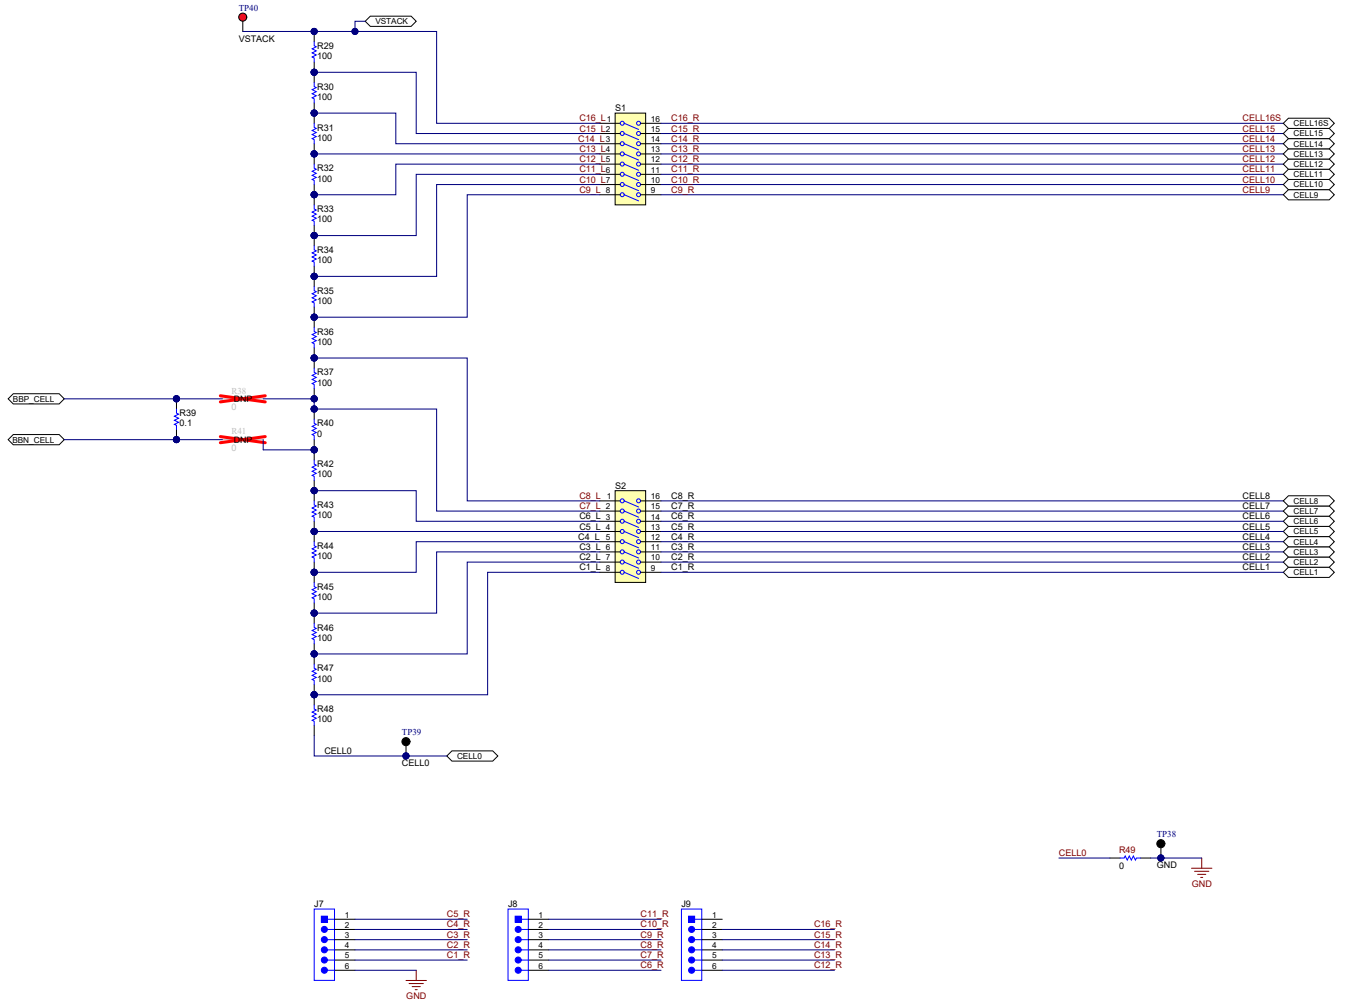 TP40
VSTACK
VSTACK
R29
100
R30
100
R31
100
R32
100
R33
100
R34
100
R35
100
R36
100
R37
100
S1
C16_L 1 16 C16_R CELL16S CELL16S
C15_L 2 15 C15_R CELL15 CELL15
C14_L 3 14 C14_R CELL14 CELL14
C13_L 4 13 C13_R CELL13 CELL13
C12_L 5 12 C12_R CELL12 CELL12
C11_L 6 11 C11_R CELL11 CELL11
C10_L 7 10 C10_R CELL10 CELL10
C9_L 8 9 C9_R CELL9 CELL9
BBP_CELL
R38
DNP
0
R39
0.1
BBN_CELL
R41
DNP
0
R40
0
R42
100
R43
100
R44
100
R45
100
R46
100
R47
100
R48
100
S2
C8_L 1 16 C8_R CELL8 CELL8
C7_L 2 15 C7_R CELL7 CELL7
C6_L 3 14 C6_R CELL6 CELL6
C5_L 4 13 C5_R CELL5 CELL5
C4_L 5 12 C4_R CELL4 CELL4
C3_L 6 11 C3_R CELL3 CELL3
C2_L 7 10 C2_R CELL2 CELL2
C1_L 8 9 C1_R CELL1 CELL1
TP39
CELL0
CELL0
CELL0
TP38
CELL0
R49
0
GND
GND
J7
1 C5_R
2 C4_R
3 C3_R
4 C2_R
5 C1_R
6
GND
J8
1 C11_R
2 C10_R
3 C9_R
4 C8_R
5 C7_R
6 C6_R
J9
1
2 C16_R
3 C15_R
4 C14_R
5 C13_R
6 C12_R